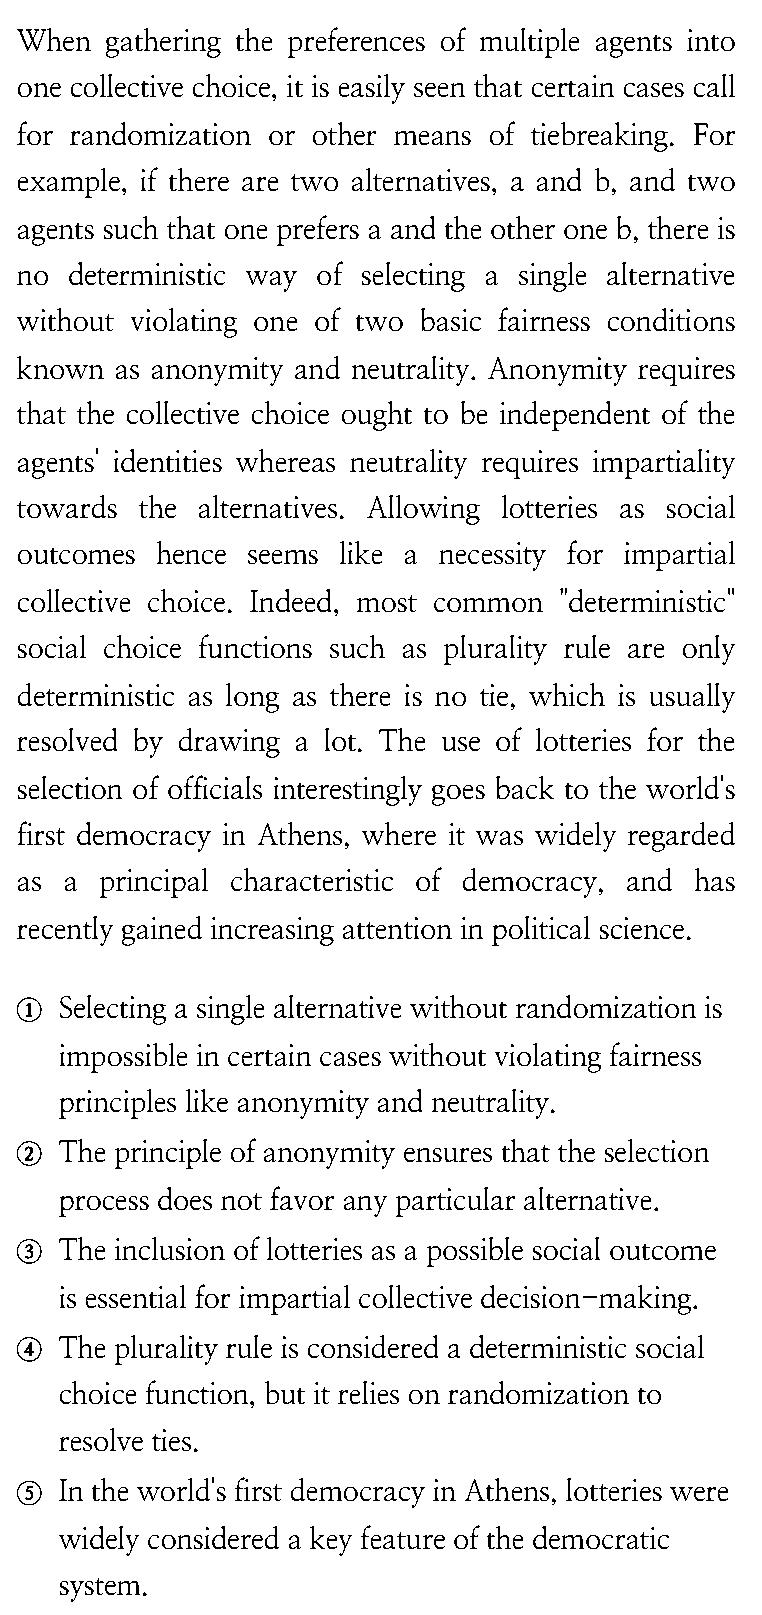 When gathering the preferences of multiple agents into
one collective choice, it is easily seen that certain cases call
for randomization or other means of tiebreaking. For
example, if there are two alternatives, a and b, and two
agents such that one prefers a and the other one b, there is
no deterministic way of selecting a single alternative
without violating one of two basic fairness conditions
known as anonymity and neutrality. Anonymity requires
that the collective choice ought to be independent of the
agents' identities whereas neutrality requires impartiality
towards the alternatives. Allowing lotteries as social
outcomes hence seems like a necessity for impartial
collective choice. Indeed, most common "deterministic"
social choice functions such as plurality rule are only
deterministic as long as there is no tie, which is usually
resolved by drawing a lot. The use of lotteries for the
selection of officials interestingly goes back to the world's
first democracy in Athens, where it was widely regarded
as a principal characteristic of democracy, and has
recently gained increasing attention in political science.
① Selecting a single alternative without randomization is
impossible in certain cases without violating fairness
principles like anonymity and neutrality.
② The principle of anonymity ensures that the selection
process does not favor any particular alternative.
③ The inclusion of lotteries as a possible social outcome
is essential for impartial collective decision-making.
④ The plurality rule is considered a deterministic social
choice function, but it relies on randomization to
resolve ties.
⑤ In the world's first democracy in Athens, lotteries were
widely considered a key feature of the democratic
system.